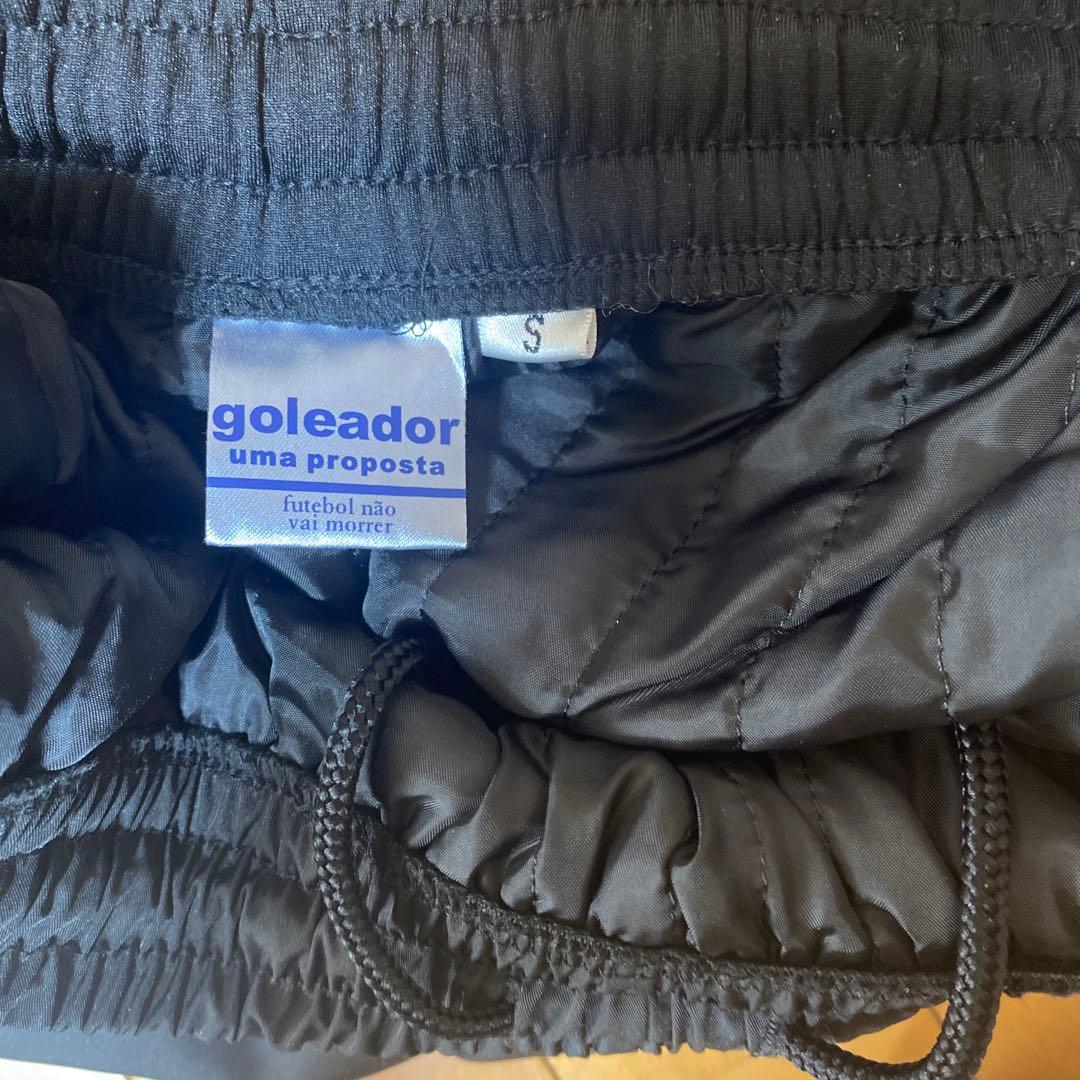 S
goleador
uma proposta
futebol não
vai morrer